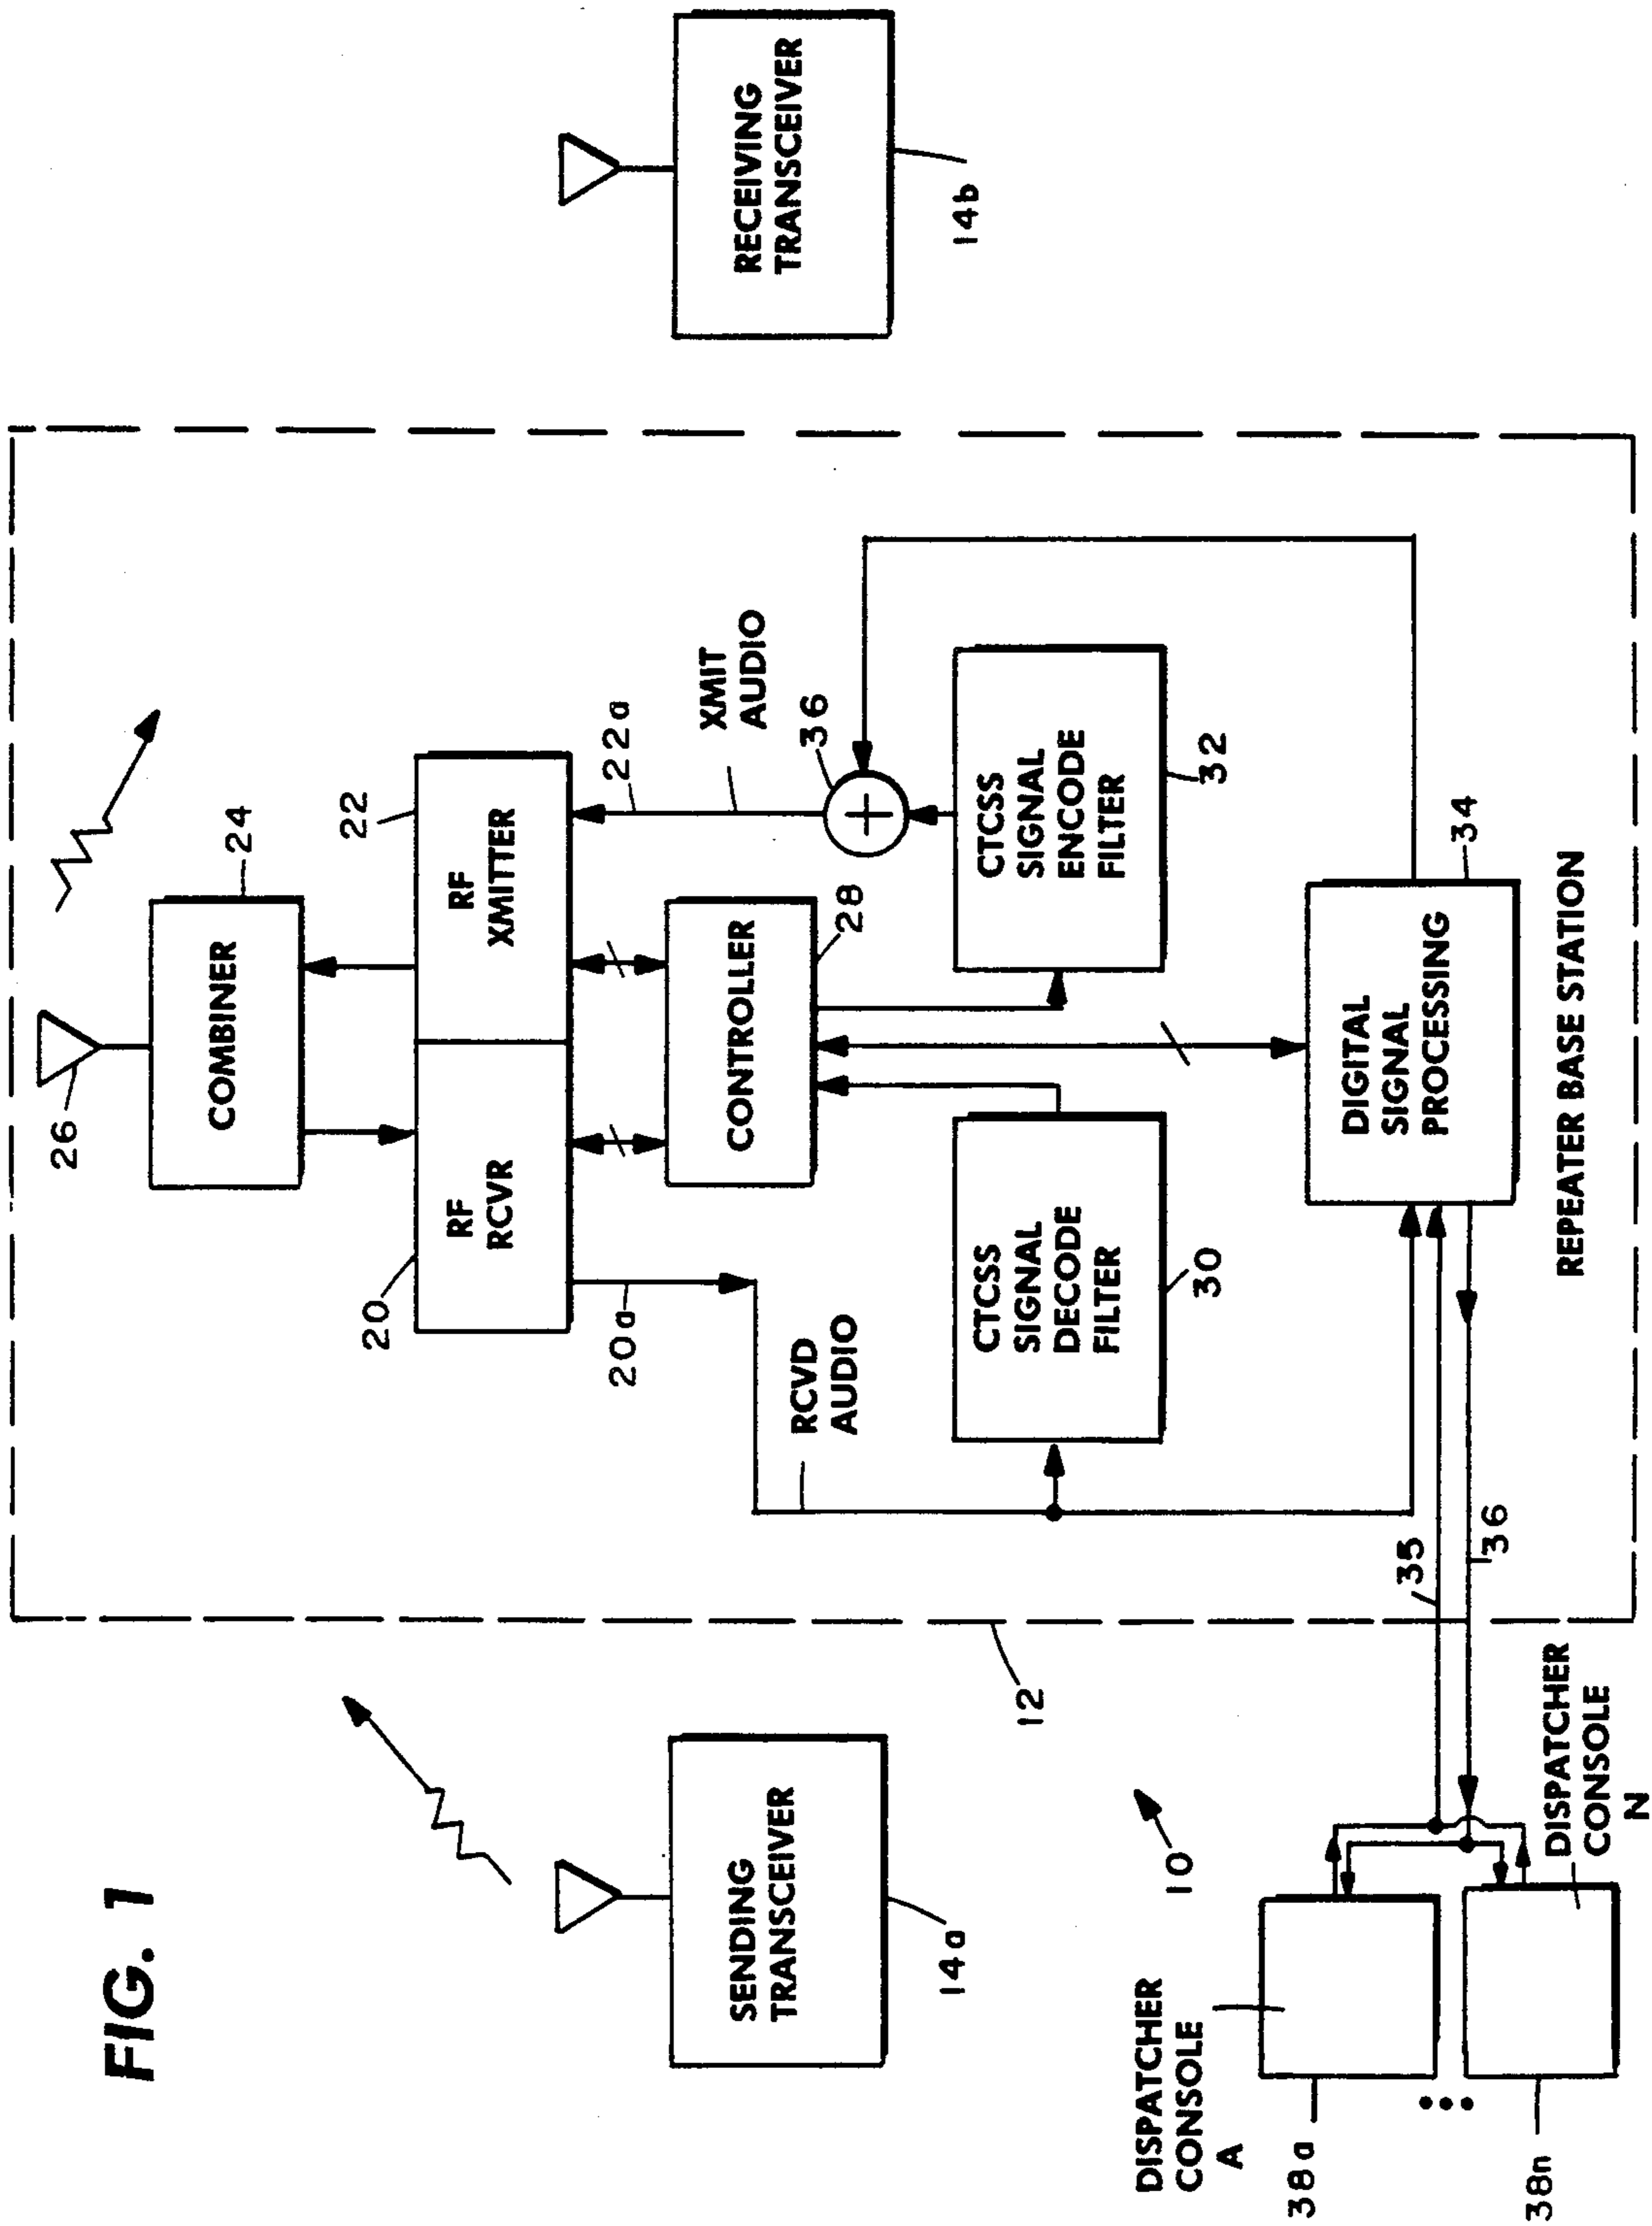 FIG. 1
26
COMBINER
24
20
RF
RCVR
RF
XMITTER
22
20a
22a
RCVD
AUDIO
XMIT
AUDIO
CONTROLLER
28
36
CTCSS
SIGNAL
DECODE
FILTER
30
CTCSS
SIGNAL
ENCODE
FILTER
32
DIGITAL
SIGNAL
PROCESSING
34
REPEATER BASE STATION
35
36
12
SENDING
TRANSCEIVER
14a
RECEIVING
TRANSCEIVER
14b
10
DISPATCHER
CONSOLE
A
38a
DISPATCHER
CONSOLE
N
38n